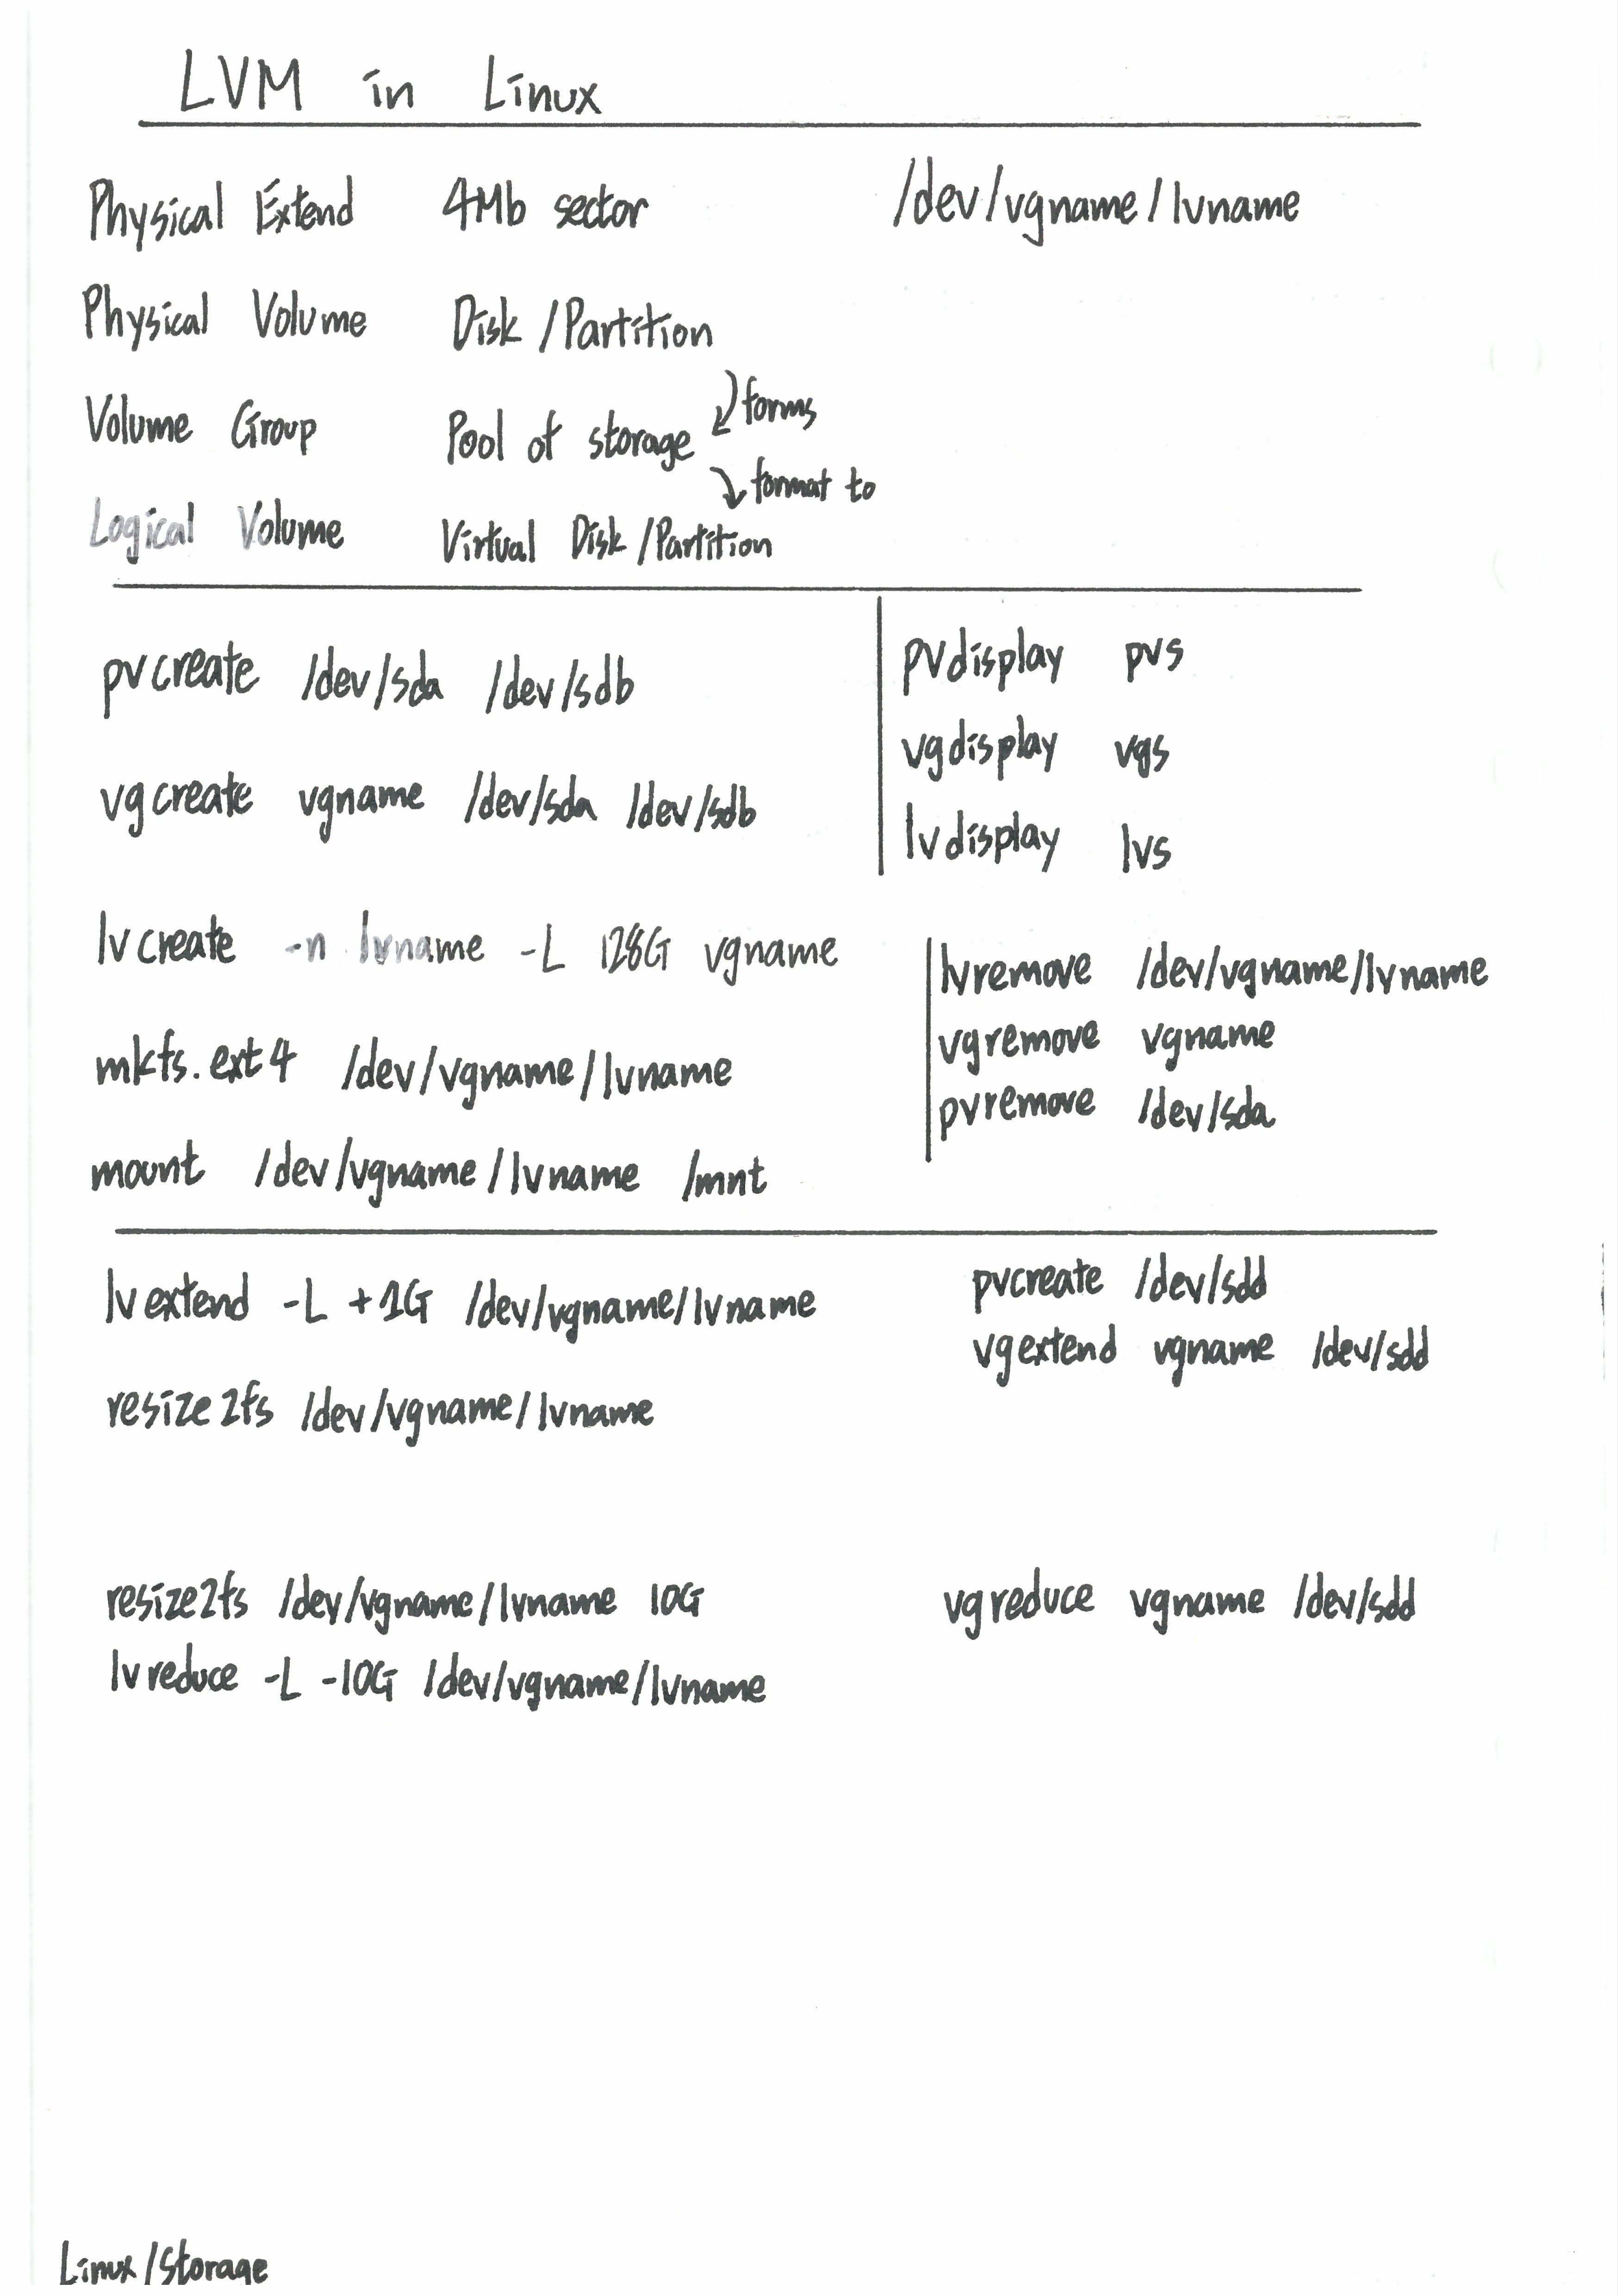 LVM in Linux
Physical Extend 4Mb sector /dev/vgname/lvname
Physical Volume Disk/Partition
forms
Volume Group Pool of storage
format to
Logical Volume Virtual Disk/Partition
pvcreate /dev/sda /dev/sdb
vgcreate vgname /dev/sda /dev/sdb
lvcreate -n lvname -L 128G vgname
mkfs.ext4 /dev/vgname/lvname
mount /dev/vgname/lvname /mnt
pvdisplay pvs
vgdisplay vgs
lvdisplay lvs
lvremove /dev/vgname/lvname
vgremove vgname
pvremove /dev/sda
lvextend -L +1G /dev/vgname/lvname
resize2fs /dev/vgname/lvname
pvcreate /dev/sdd
vgextend vgname /dev/sdd
resize2fs /dev/vgname/lvname 10G
lvreduce -L -10G /dev/vgname/lvname
vgreduce vgname /dev/sdd
Linux/Storage